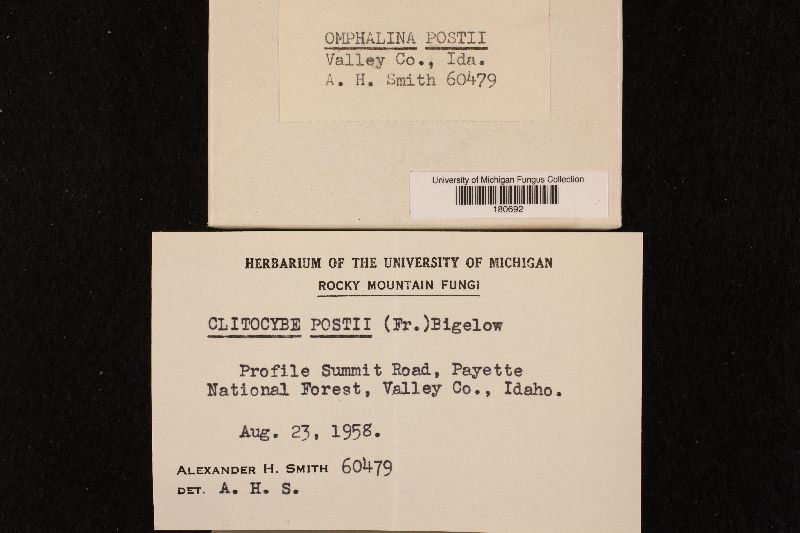 OMPHALINA POSTII
Valley Co., Ida.
A. H. Smith 60479
University of Michigan Fungus Collection
180692
HERBARIUM OF THE UNIVERSITY OF MICHIGAN
ROCKY MOUNTAIN FUNGI
CLITOCYBE POSTII (Fr.)Bigelow
Profile Summit Road, Payette
National Forest, Valley Co., Idaho.
Aug. 23, 1958.
ALEXANDER H. SMITH 60479
DET. A. H. S.